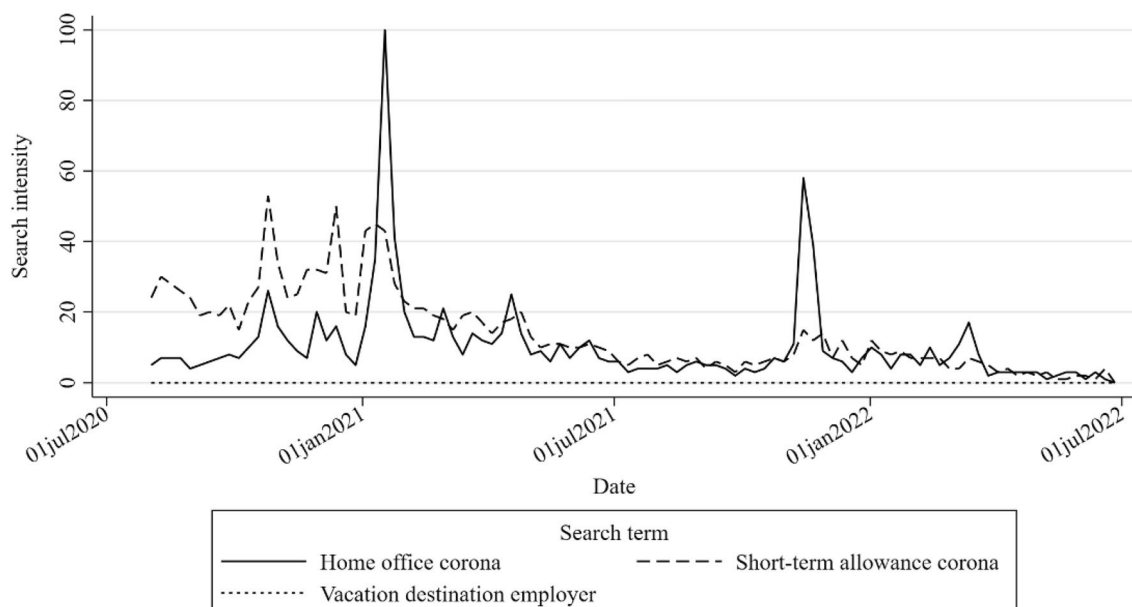 Search intensity
100
80
60
40
20
0
01jul2020
01jan2021
01jul2021
01jan2022
01jul2022
Date
Search term
Home office corona
Short-term allowance corona
Vacation destination employer